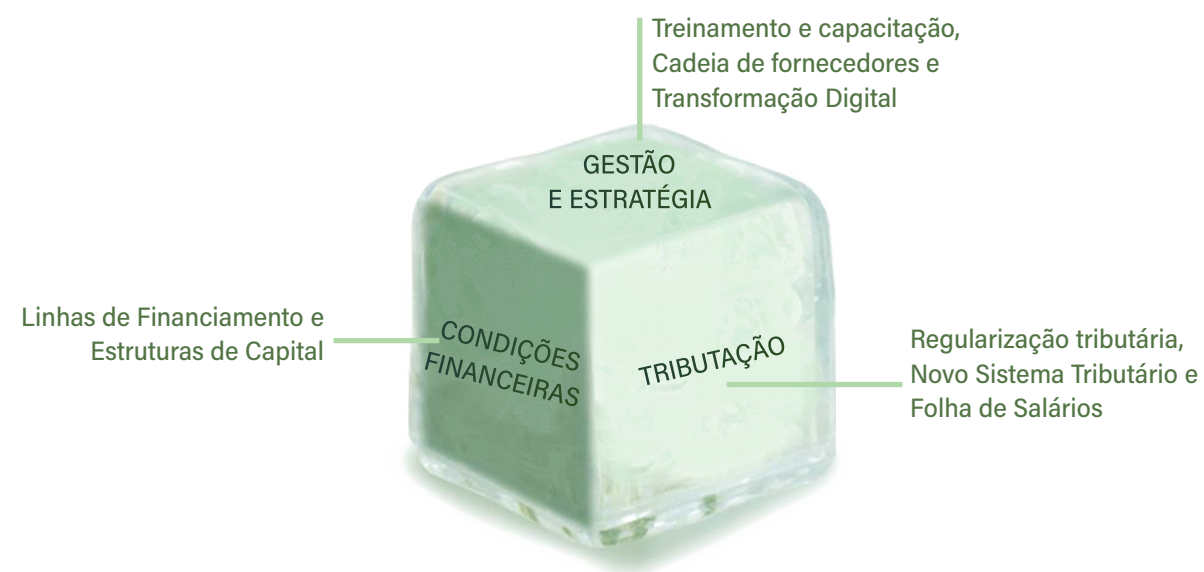 Treinamento e capacitação,
Cadeia de fornecedores e
Transformação Digital
GESTÃO
E ESTRATÉGIA
Linhas de Financiamento e
Estruturas de Capital
CONDIÇÕES
FINANCEIRAS
TRIBUTAÇÃO
Regularização tributária,
Novo Sistema Tributário e
Folha de Salários